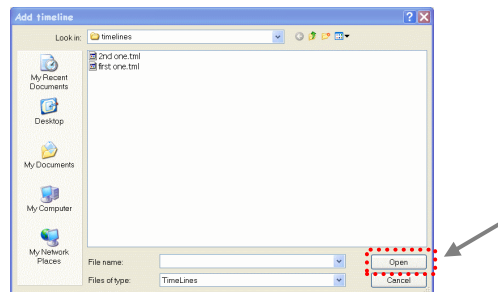 Add timeline
Look in: timelines
2nd one.tml
first one.tml
My Recent
Documents
Desktop
My Documents
My Computer
My Network
Places
File name:
Open
Files of type: TimeLines
Cancel